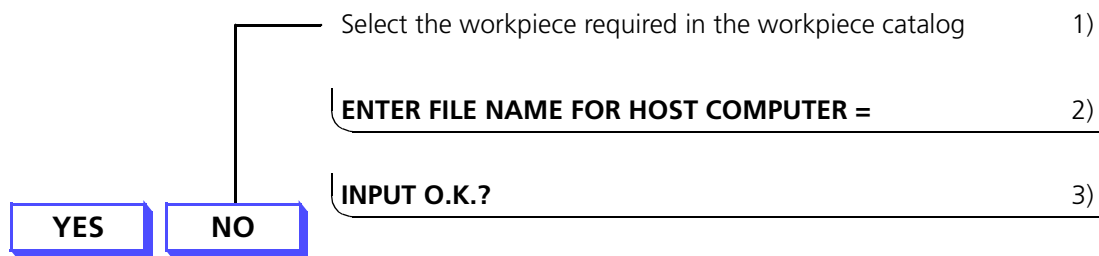 Select the workpiece required in the workpiece catalog 1)
ENTER FILE NAME FOR HOST COMPUTER = 2)
INPUT O.K.? 3)
YES NO